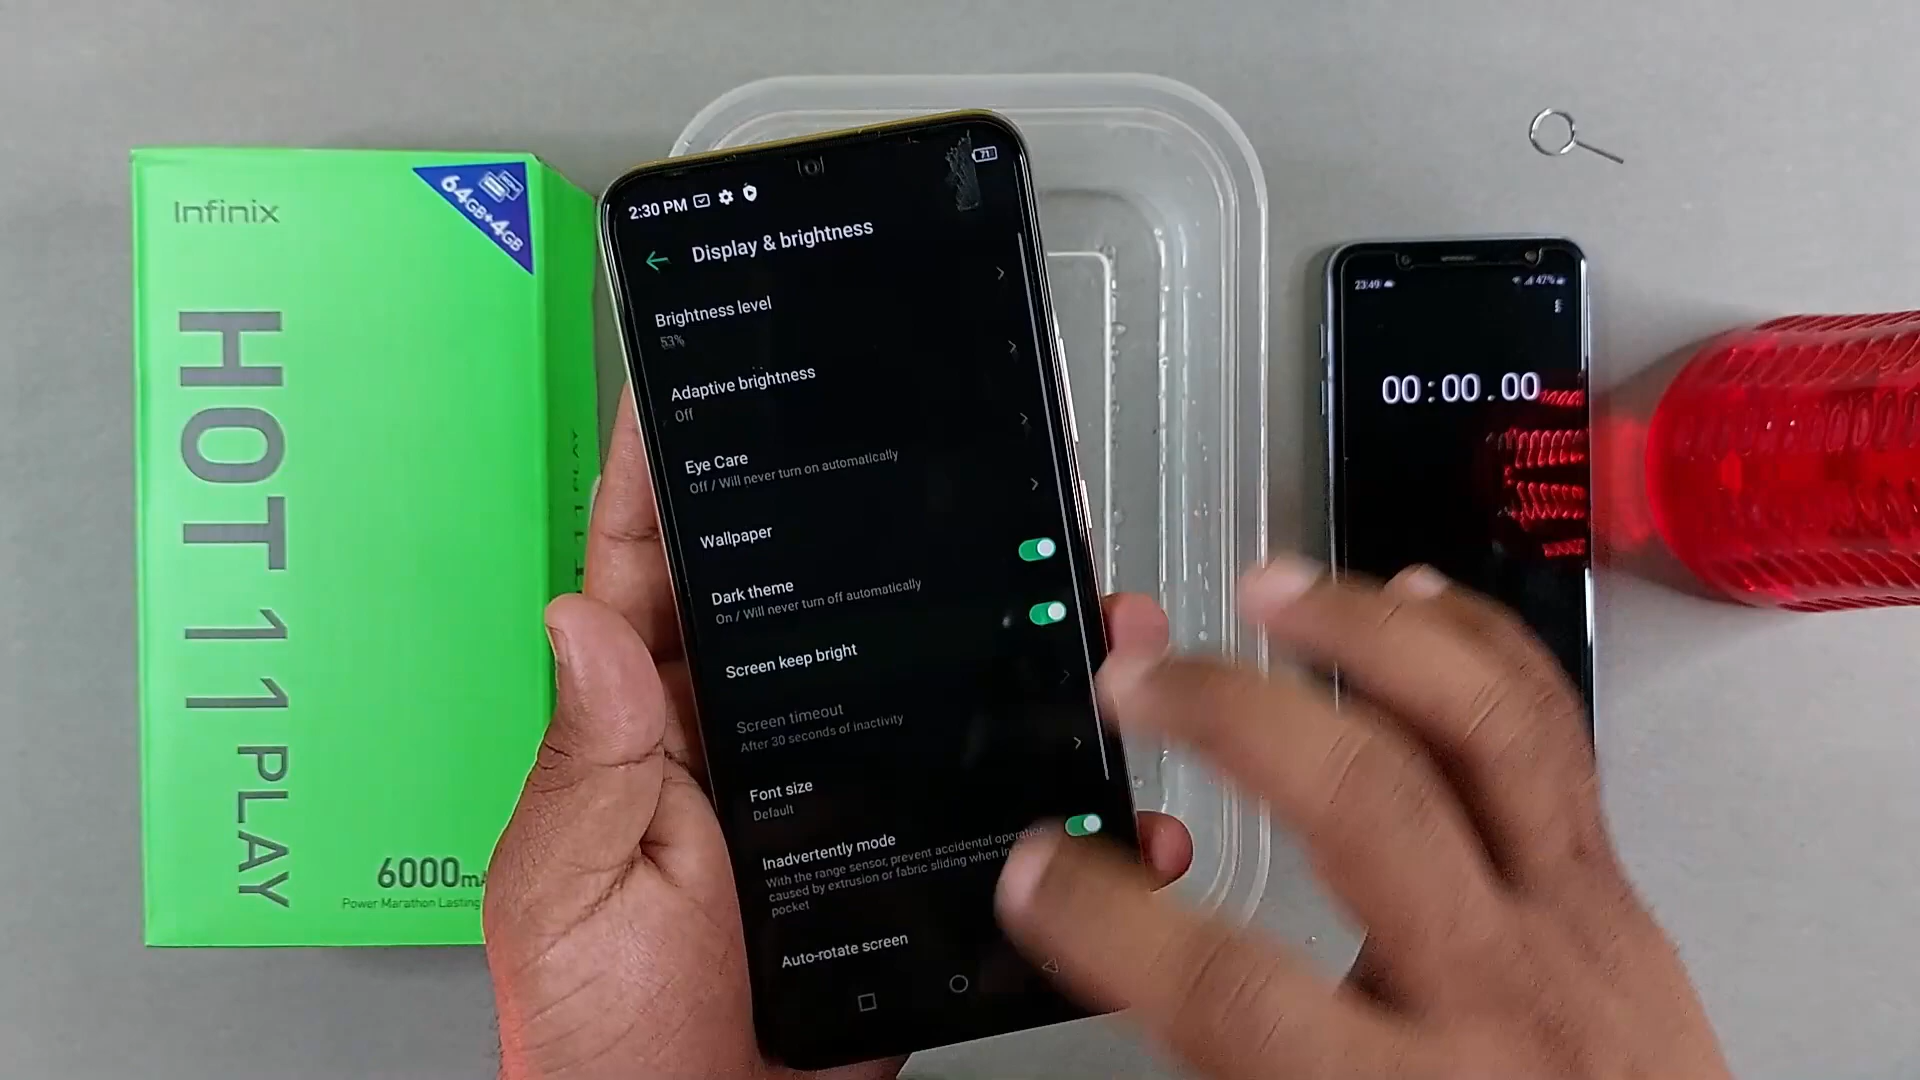 Infinix
64GB+4GB
HOT 11 PLAY
6000mA
Power Marathon Lasting
2:30 PM
71
Display & brightness
Brightness level
53%
Adaptive brightness
Off
Eye Care
Off / Will never turn on automatically
Wallpaper
Dark theme
On / Will never turn off automatically
Screen keep bright
Screen timeout
After 30 seconds of inactivity
Font size
Default
Inadvertently mode
With the range sensor, prevent accidental operation
caused by extrusion or fabric sliding when in
pocket
Auto-rotate screen
23:49
47%
00:00.00